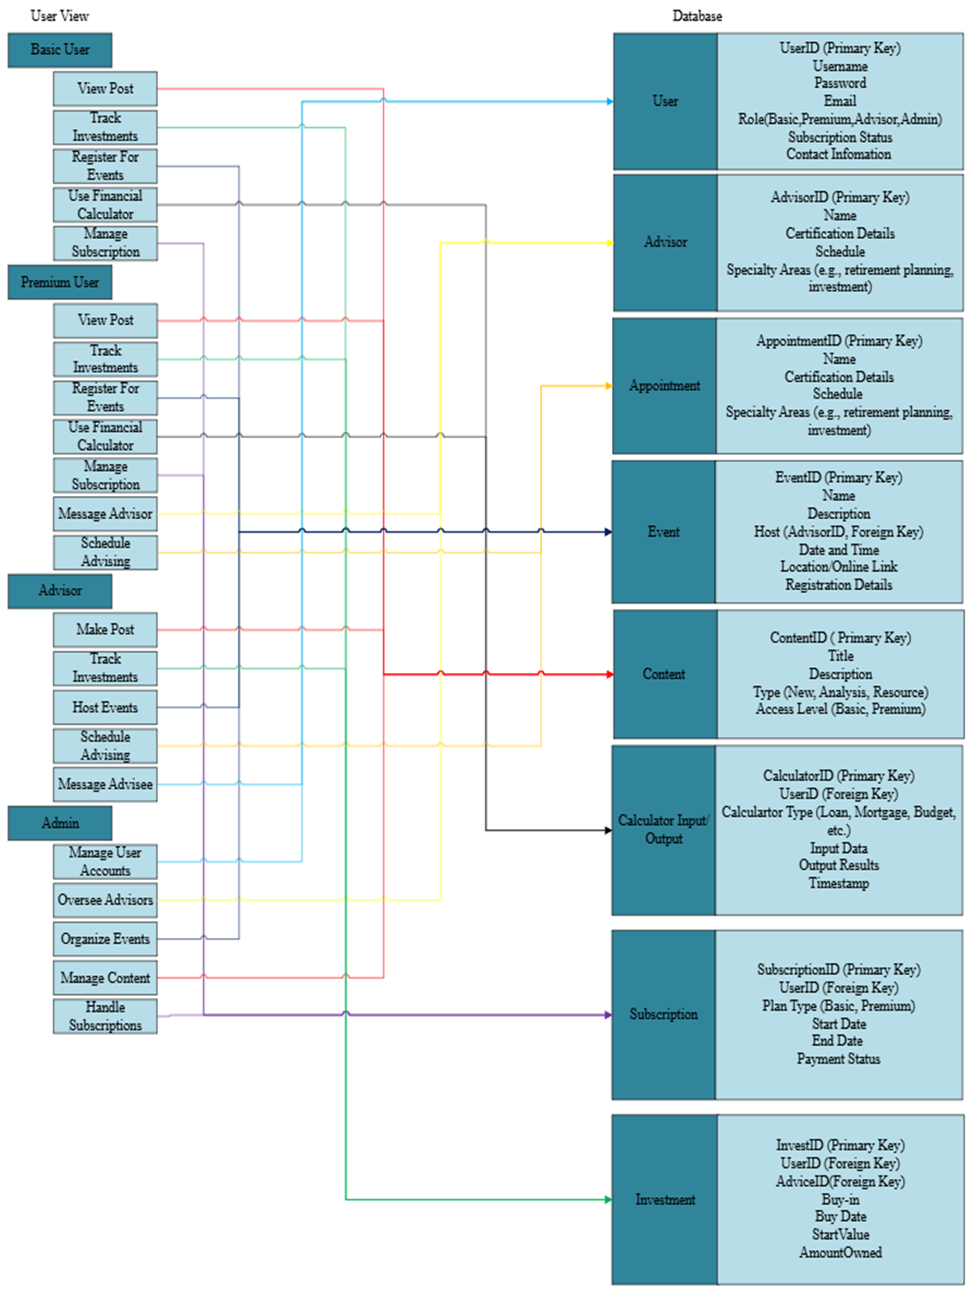 User View
Database
Basic User
View Post
Track
Investments
Register For
Events
Use Financial
Calculator
Manage
Subscription
Premium User
View Post
Track
Investments
Register For
Events
Use Financial
Calculator
Manage
Subscription
Message Advisor
Schedule
Advising
Advisor
Make Post
Track
Investments
Host Events
Schedule
Advising
Message Advisee
Admin
Manage User
Accounts
Oversee Advisors
Organize Events
Manage Content
Handle
Subscriptions
User
UserID (Primary Key)
Username
Password
Email
Role(Basic,Premium,Advisor,Admin)
Subscription Status
Contact Infomation
Advisor
AdvisorID (Primary Key)
Name
Certification Details
Schedule
Specialty Areas (e.g., retirement planning,
investment)
Appointment
AppointmentID (Primary Key)
Name
Certification Details
Schedule
Specialty Areas (e.g., retirement planning,
investment)
Event
EventID (Primary Key)
Name
Description
Host (AdvisorID, Foreign Key)
Date and Time
Location/Online Link
Registration Details
Content
ContentID ( Primary Key)
Title
Description
Type (New, Analysis, Resource)
Access Level (Basic, Premium)
Calculator Input/
Output
CalculatorID (Primary Key)
UseriD (Foreign Key)
Calculartor Type (Loan, Mortgage, Budget,
etc.)
Input Data
Output Results
Timestamp
Subscription
SubscriptionID (Primary Key)
UserID (Foreign Key)
Plan Type (Basic, Premium)
Start Date
End Date
Payment Status
Investment
InvestID (Primary Key)
UserID (Foreign Key)
AdviceID(Foreign Key)
Buy-in
Buy Date
StartValue
AmountOwned